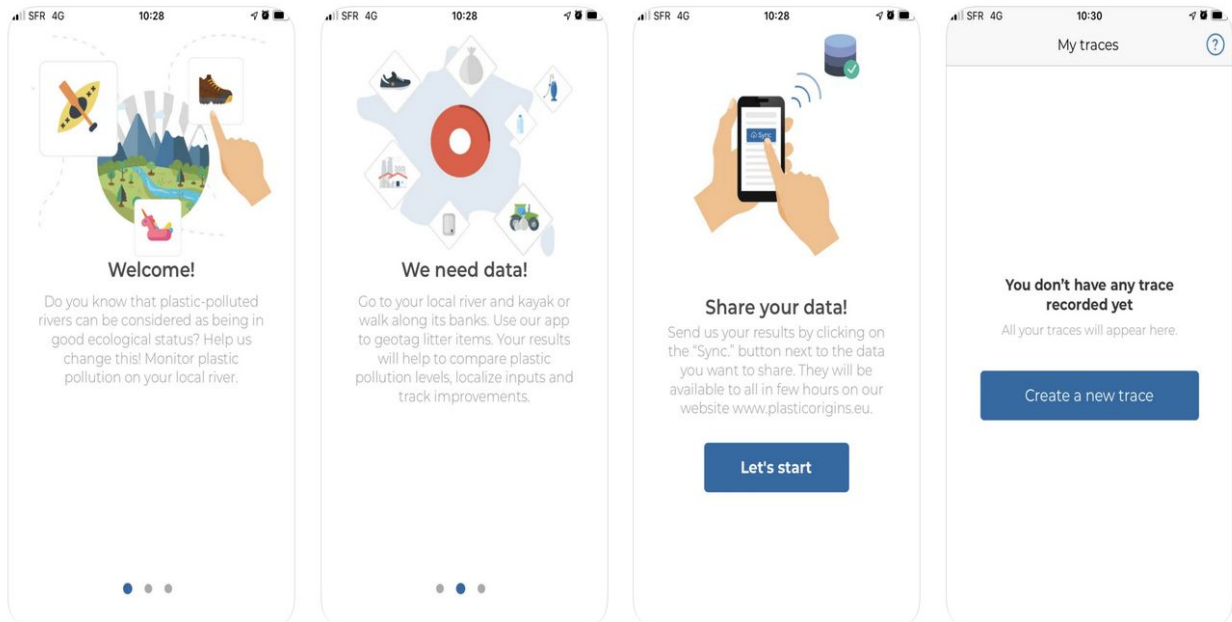 SFR 4G 10:28
Welcome!
Do you know that plastic-polluted
rivers can be considered as being in
good ecological status? Help us
change this! Monitor plastic
pollution on your local river.
SFR 4G 10:28
We need data!
Go to your local river and kayak or
walk along its banks. Use our app
to geotag litter items. Your results
will help to compare plastic
pollution levels, localize inputs and
track improvements.
SFR 4G 10:28
Sync
Share your data!
Send us your results by clicking on
the "Sync." button next to the data
you want to share. They will be
available to all in few hours on our
website www.plasticorigins.eu.
Let's start
SFR 4G 10:30
My traces
?
You don't have any trace
recorded yet
All your traces will appear here.
Create a new trace